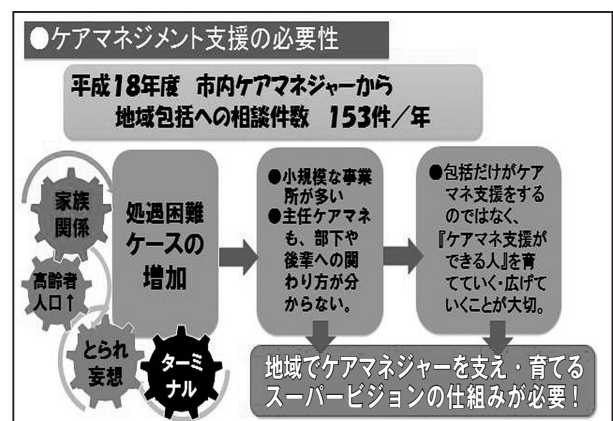 ●ケアマネジメント支援の必要性
平成18年度 市内ケアマネジャーから
地域包括への相談件数 153件／年
家族
関係
高齢者
人口↑
とられ
妄想
ターミ
ナル
処遇困難
ケースの
増加
●小規模な事業
所が多い
●主任ケアマネ
も、部下や
後輩への関
わり方が分
からない。
●包括だけがケア
マネ支援をする
のではなく、
『ケアマネ支援が
できる人』を育
てていく・広げて
いくことが大切。
地域でケアマネジャーを支え・育てる
スーパービジョンの仕組みが必要！